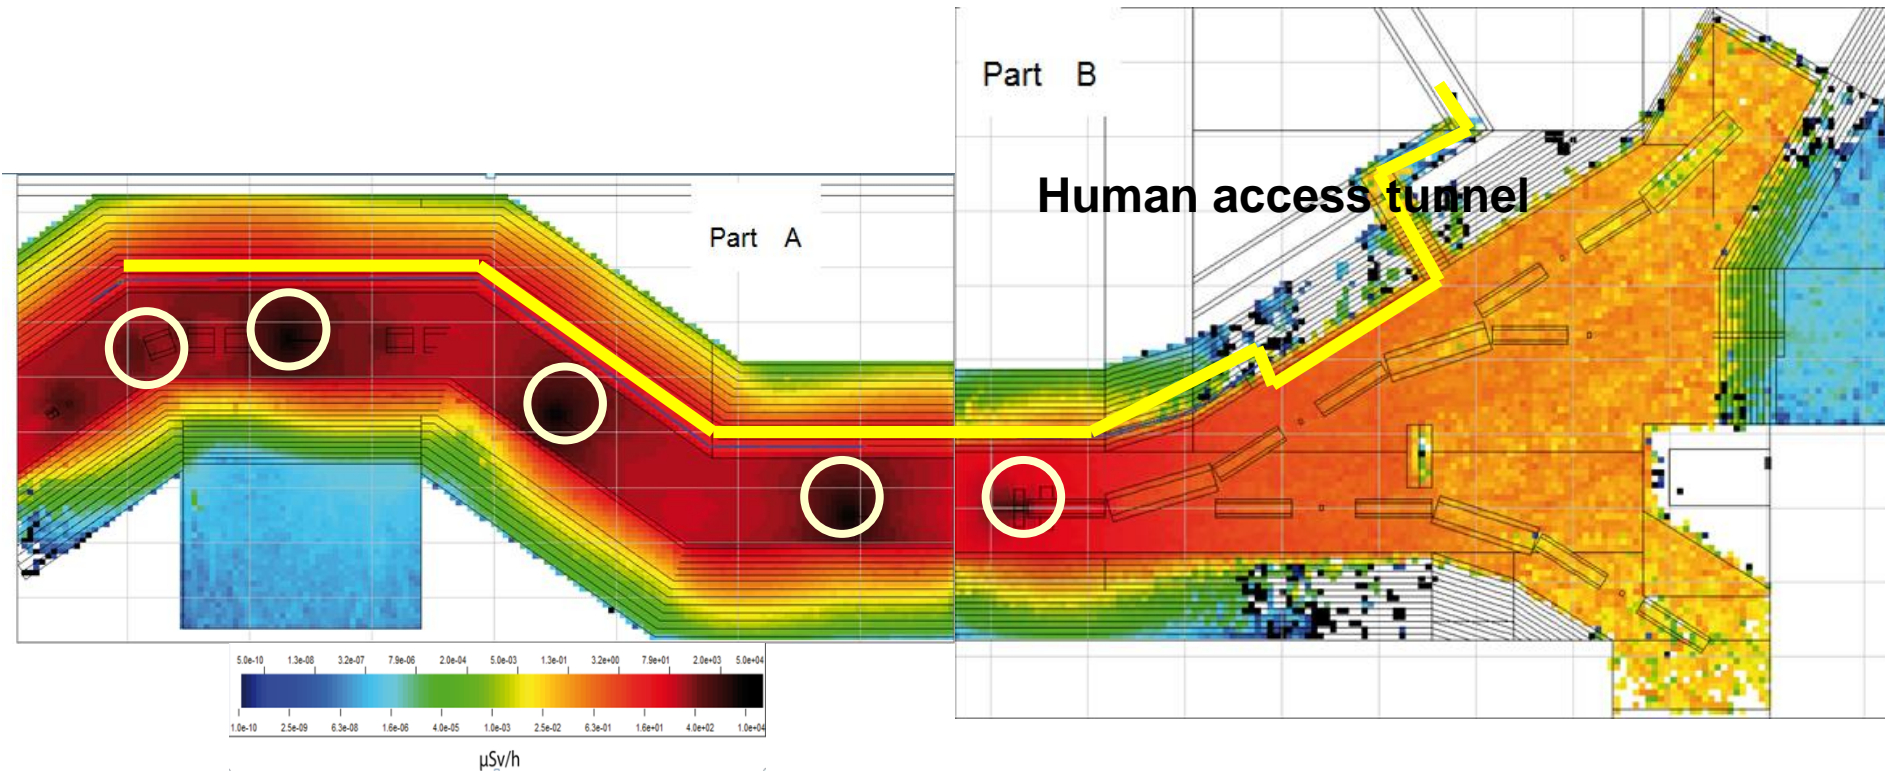 Part B
Human access tunnel
Part A
5.0e-10 1.3e-08 3.2e-07 7.9e-06 2.0e-04 5.0e-03 1.3e-01 3.2e+00 7.9e+01 2.0e+03 5.0e+04
1.0e-10 2.5e-09 6.3e-08 1.6e-06 4.0e-05 1.0e-03 2.5e-02 6.3e-01 1.6e+01 4.0e+02 1.0e+04
µSv/h